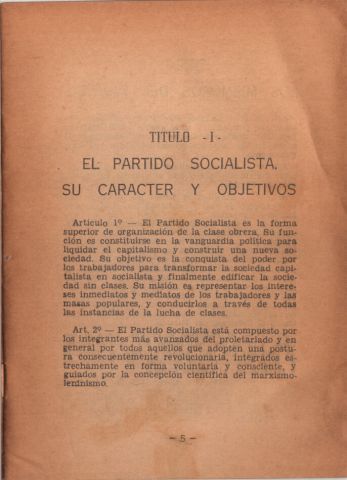 TITULO - I -
EL PARTIDO SOCIALISTA,
SU CARACTER Y OBJETIVOS
Artículo 1º — El Partido Socialista es la forma
superior de organización de la clase obrera. Su fun-
ción es constituirse en la vanguardia política para
liquidar el capitalismo y construir una nueva so-
ciedad. Su objetivo es la conquista del poder por
los trabajadores para transformar la sociedad capi-
talista en socialista y finalmente edificar la socie-
dad sin clases. Su misión es representar los intere-
ses inmediatos y mediatos de los trabajadores y las
masas populares, y conducirlos a través de todas
las instancias de la lucha de clases.
Art. 2º — El Partido Socialista está compuesto por
los integrantes más avanzados del proletariado y en
general por todos aquellos que adopten una postu-
ra consecuentemente revolucionaria, integrados es-
trechamente en forma voluntaria y consciente, y
guiados por la concepción científica del marxismo-
leninismo.
— 5 —